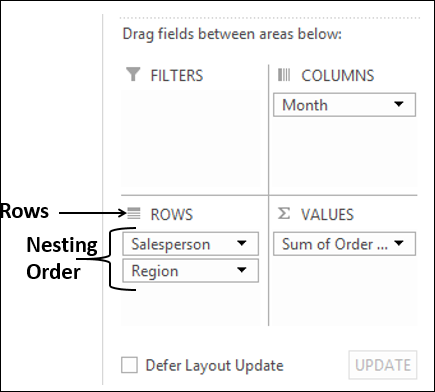 Drag fields between areas below:
FILTERS
COLUMNS
Month
Rows
ROWS
VALUES
Nesting
Order
Salesperson
Sum of Order ...
Region
Defer Layout Update
UPDATE